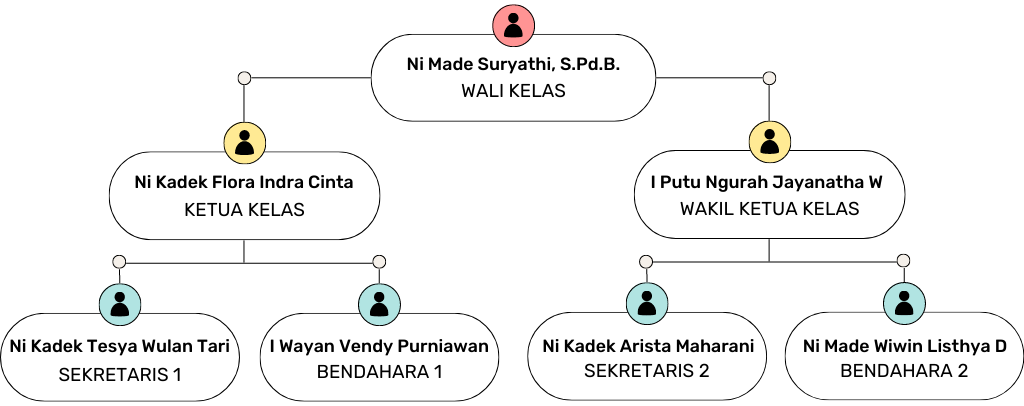 Ni Made Suryathi, S.Pd.B.
WALI KELAS
Ni Kadek Flora Indra Cinta
KETUA KELAS
I Putu Ngurah Jayanatha W
WAKIL KETUA KELAS
Ni Kadek Tesya Wulan Tari
SEKRETARIS 1
I Wayan Vendy Purniawan
BENDAHARA 1
Ni Kadek Arista Maharani
SEKRETARIS 2
Ni Made Wiwin Listhya D
BENDAHARA 2